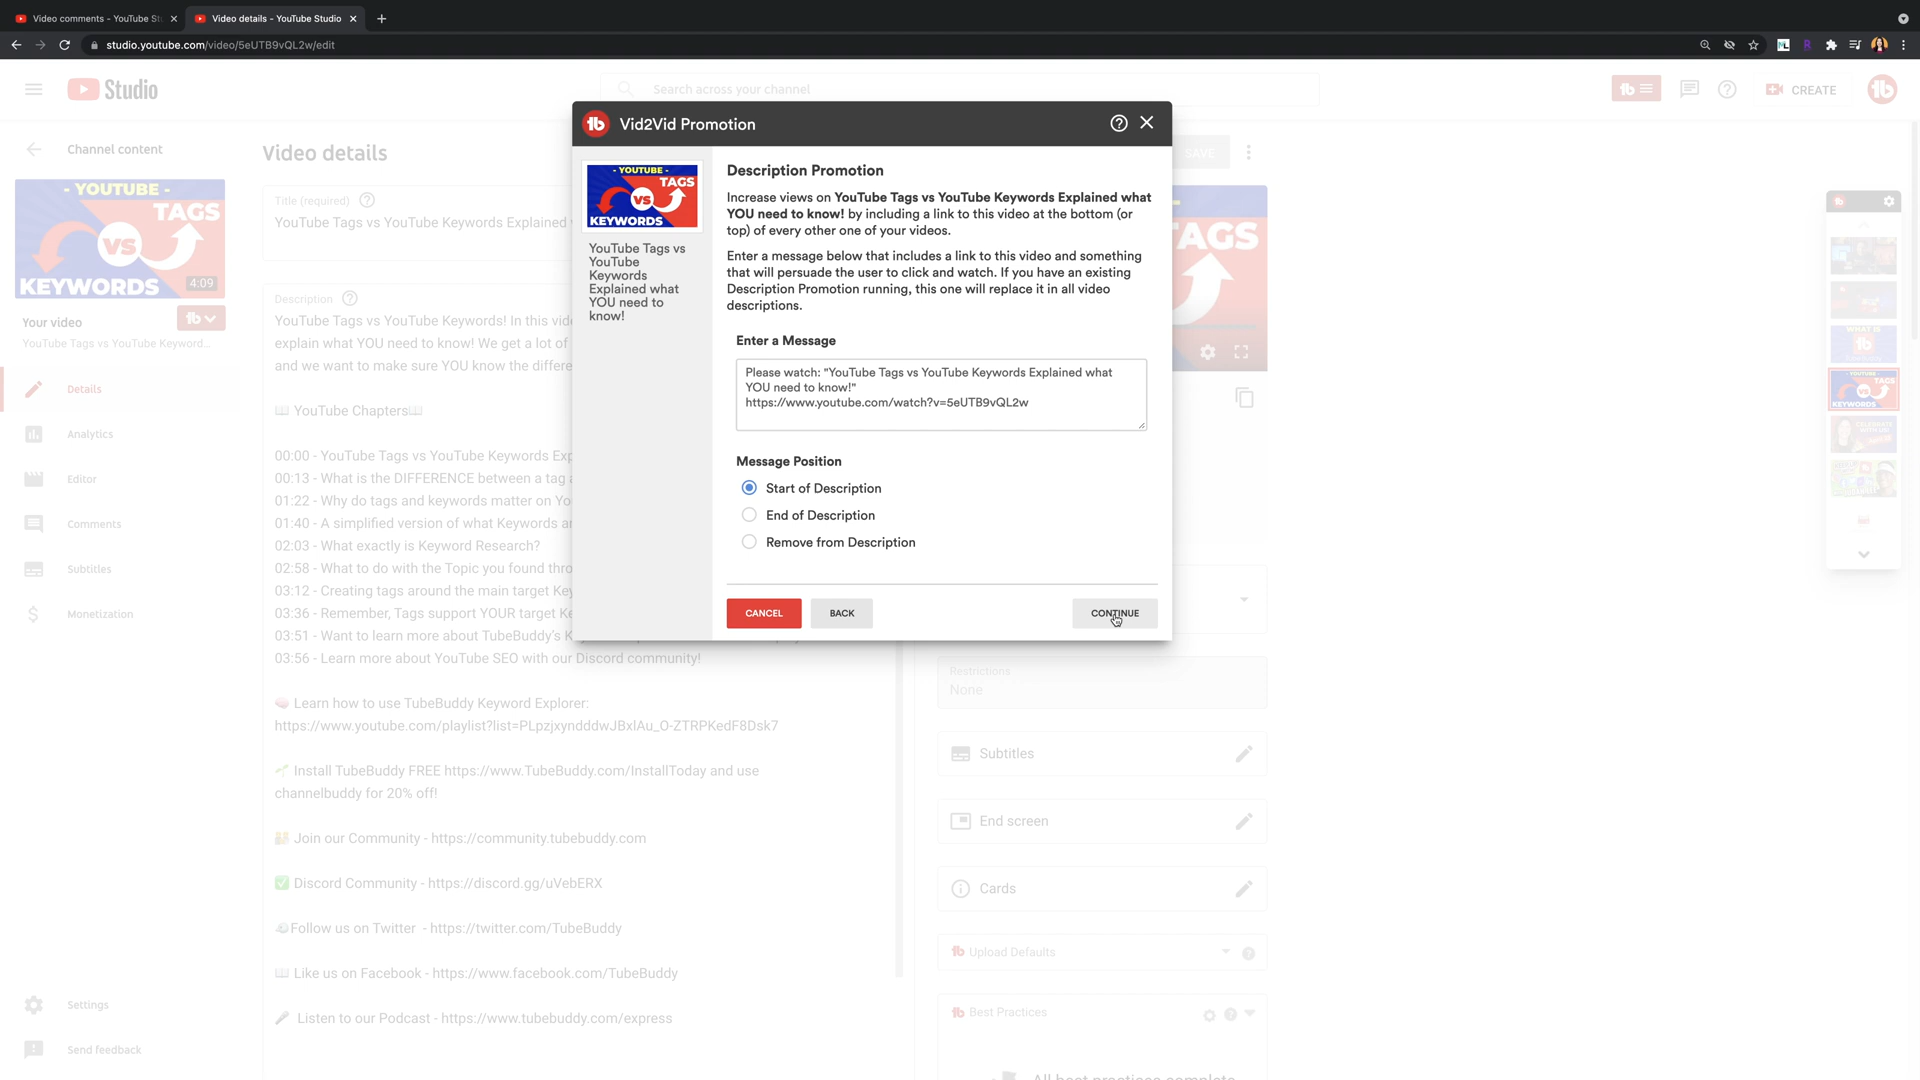 Video comments - YouTube St
Video details - YouTube Studio
studio.youtube.com/video/5eUTB9vQL2w/edit
Studio
Search across your channel
CREATE
Channel content
- YOUTUBE -
TAGS
VS
KEYWORDS
4:09
Your video
YouTube Tags vs YouTube Keyword...
Details
Analytics
Editor
Comments
Subtitles
Monetization
Settings
Send feedback
Video details
SAVE
Title (required)
YouTube Tags vs YouTube Keywords Explained
Description
YouTube Tags vs YouTube Keywords! In this vid
explain what YOU need to know! We get a lot of
and we want to make sure YOU know the differe
YouTube Chapters
00:00 - YouTube Tags vs YouTube Keywords Exp
00:13 - What is the DIFFERENCE between a tag
01:22 - Why do tags and keywords matter on Yo
01:40 - A simplified version of what Keywords a
02:03 - What exactly is Keyword Research?
02:58 - What to do with the Topic you found thro
03:12 - Creating tags around the main target Ke
03:36 - Remember, Tags support YOUR target Ke
03:51 - Want to learn more about TubeBuddy's K
03:56 - Learn more about YouTube SEO with our Discord community!
Learn how to use TubeBuddy Keyword Explorer:
https://www.youtube.com/playlist?list=PLpzjxyndddwJBxlAu_O-ZTRPKedF8Dsk7
Install TubeBuddy FREE https://www.TubeBuddy.com/InstallToday and use
channelbuddy for 20% off!
Join our Community - https://community.tubebuddy.com
Discord Community - https://discord.gg/uVebERX
Follow us on Twitter - https://twitter.com/TubeBuddy
Like us on Facebook - https://www.facebook.com/TubeBuddy
Listen to our Podcast - https://www.tubebuddy.com/express
Vid2Vid Promotion
- YOUTUBE -
TAGS
VS
KEYWORDS
YouTube Tags vs
YouTube
Keywords
Explained what
YOU need to
know!
Description Promotion
Increase views on YouTube Tags vs YouTube Keywords Explained what
YOU need to know! by including a link to this video at the bottom (or
top) of every other one of your videos.
Enter a message below that includes a link to this video and something
that will persuade the user to click and watch. If you have an existing
Description Promotion running, this one will replace it in all video
descriptions.
Enter a Message
Please watch: "YouTube Tags vs YouTube Keywords Explained what
YOU need to know!"
https://www.youtube.com/watch?v=5eUTB9vQL2w
Message Position
Start of Description
End of Description
Remove from Description
CANCEL
BACK
CONTINUE
AGS
Restrictions
None
Subtitles
End screen
Cards
Upload Defaults
Best Practices
All best practices complete